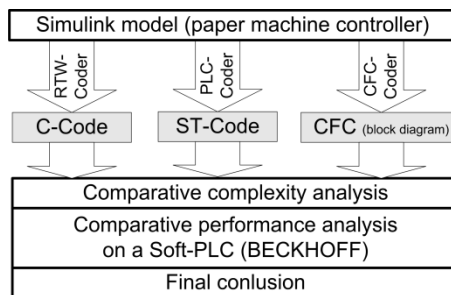 Simulink model (paper machine controller)
RTW-
Coder
PLC-
Coder
CFC-
Coder
C-Code
ST-Code
CFC (block diagram)
Comparative complexity analysis
Comparative performance analysis
on a Soft-PLC (BECKHOFF)
Final conlusion